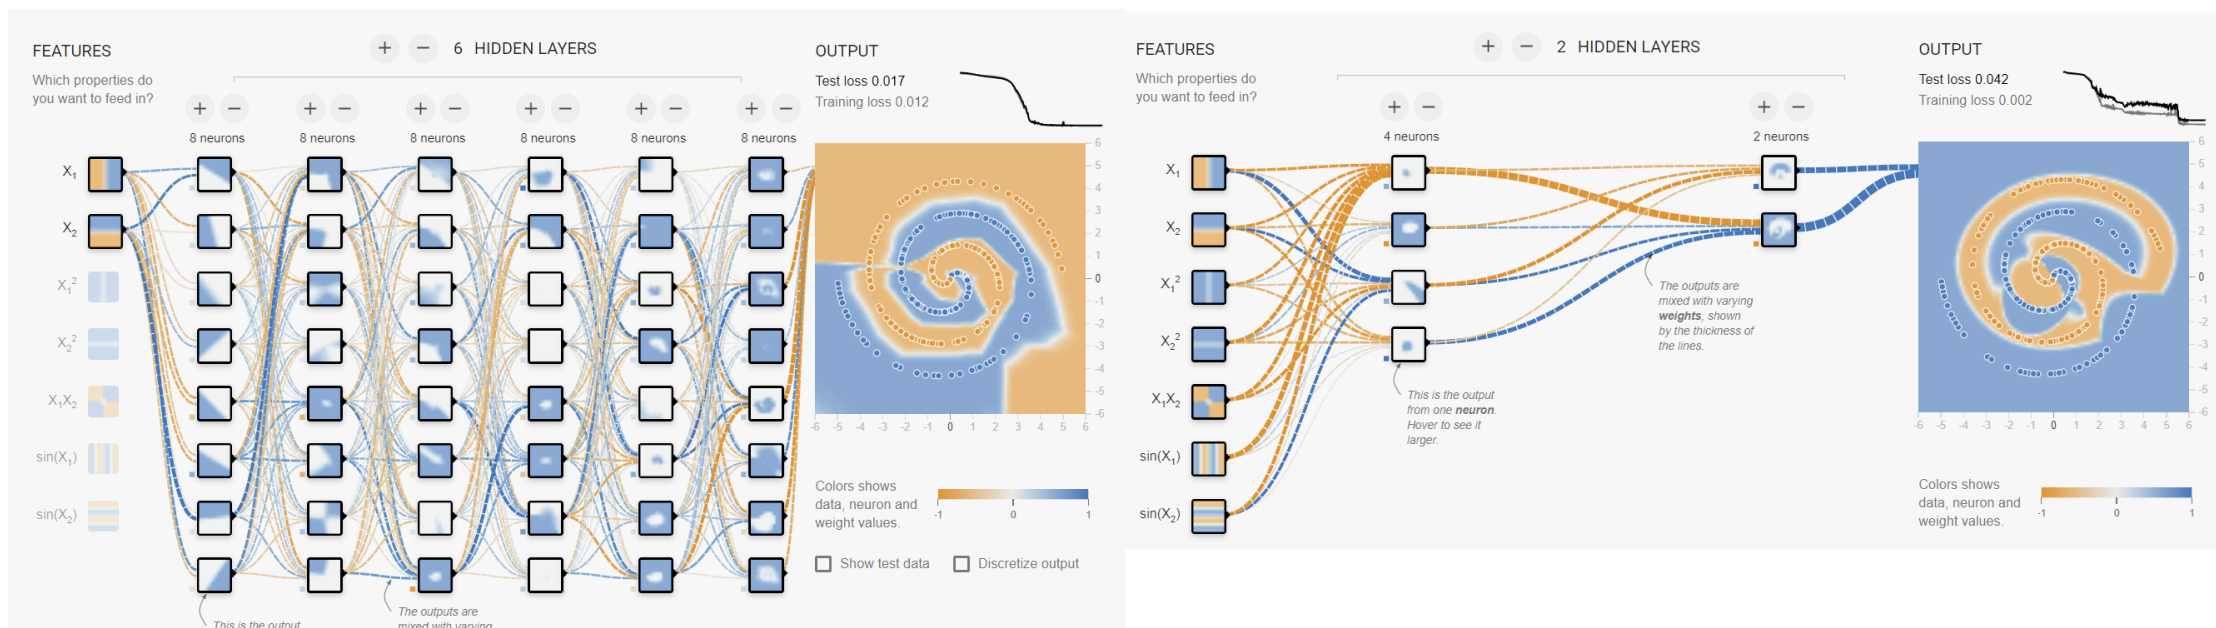 FEATURES
Which properties do
you want to feed in?
+ − 6 HIDDEN LAYERS
+ − + − + − + − + − + −
8 neurons 8 neurons 8 neurons 8 neurons 8 neurons 8 neurons
X1
X2
X1²
X2²
X1X2
sin(X1)
sin(X2)
This is the output
The outputs are
mixed with varying
OUTPUT
Test loss 0.017
Training loss 0.012
6
5
4
3
2
1
0
-1
-2
-3
-4
-5
-6
-6 -5 -4 -3 -2 -1 0 1 2 3 4 5 6
Colors shows
data, neuron and
weight values.
-1 0 1
Show test data Discretize output
FEATURES
Which properties do
you want to feed in?
+ − 2 HIDDEN LAYERS
+ − + −
4 neurons 2 neurons
X1
X2
X1²
X2²
X1X2
sin(X1)
sin(X2)
This is the output
from one neuron.
Hover to see it
larger.
The outputs are
mixed with varying
weights, shown
by the thickness of
the lines.
OUTPUT
Test loss 0.042
Training loss 0.002
6
5
4
3
2
1
0
-1
-2
-3
-4
-5
-6
-6 -5 -4 -3 -2 -1 0 1 2 3 4 5 6
Colors shows
data, neuron and
weight values.
-1 0 1